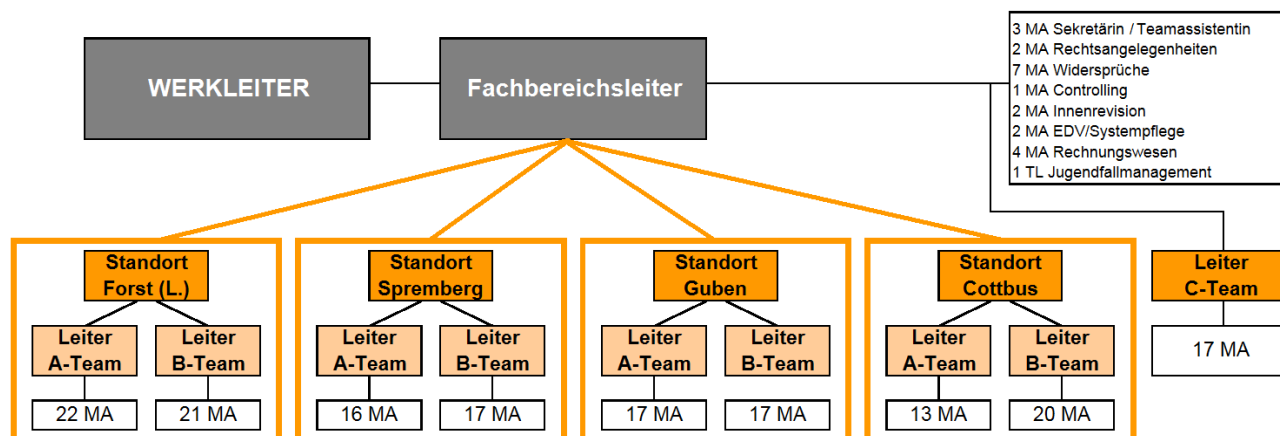 WERKLEITER
Fachbereichsleiter
3 MA Sekretärin / Teamassistentin
2 MA Rechtsangelegenheiten
7 MA Widersprüche
1 MA Controlling
2 MA Innenrevision
2 MA EDV/Systempflege
4 MA Rechnungswesen
1 TL Jugendfallmanagement
Standort
Forst (L.)
Leiter
A-Team
Leiter
B-Team
22 MA
21 MA
Standort
Spremberg
Leiter
A-Team
Leiter
B-Team
16 MA
17 MA
Standort
Guben
Leiter
A-Team
Leiter
B-Team
17 MA
17 MA
Standort
Cottbus
Leiter
A-Team
Leiter
B-Team
13 MA
20 MA
Leiter
C-Team
17 MA